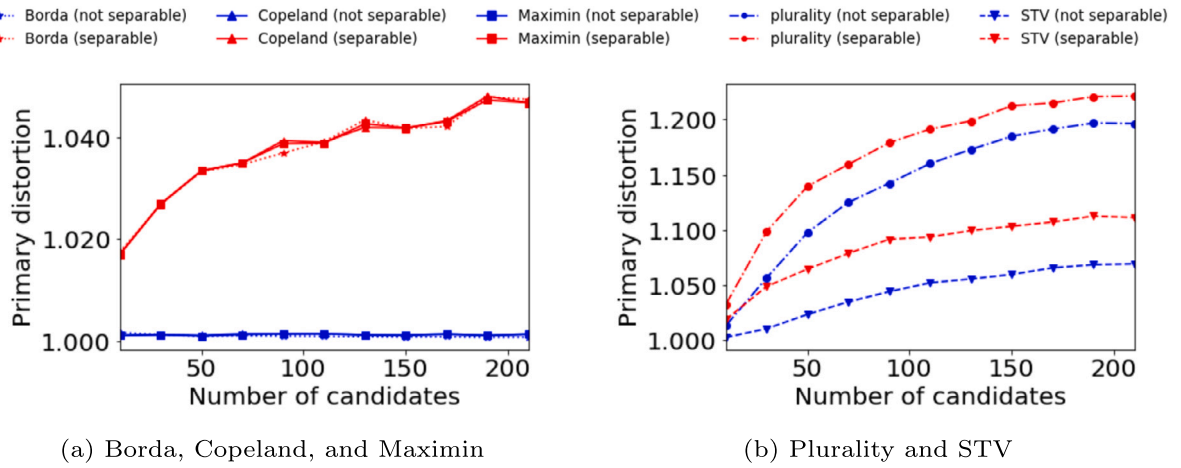 Borda (not separable) Copeland (not separable) Maximin (not separable) plurality (not separable) STV (not separable)
Borda (separable) Copeland (separable) Maximin (separable) plurality (separable) STV (separable)
Primary distortion
1.040
1.020
1.000
50 100 150 200
Number of candidates
(a) Borda, Copeland, and Maximin
Primary distortion
1.200
1.150
1.100
1.050
1.000
50 100 150 200
Number of candidates
(b) Plurality and STV